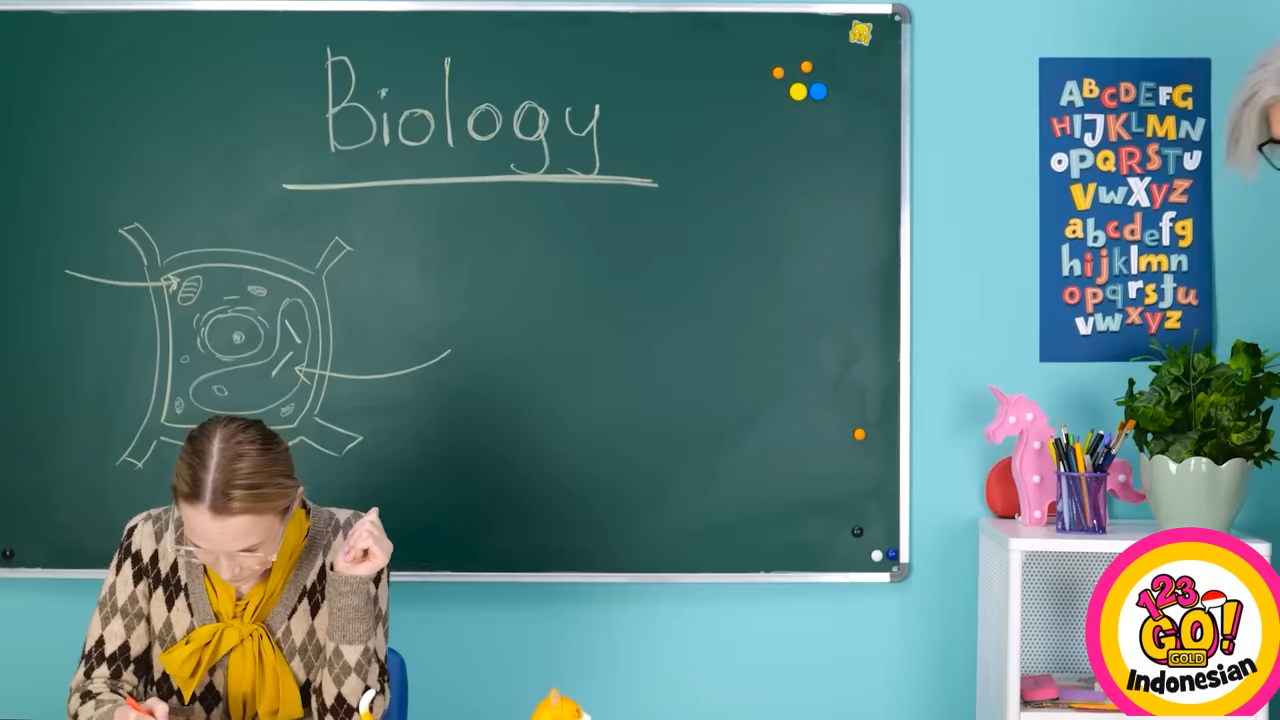 Biology
ABCDEFG
HIJKLMN
OPQRSTU
VWXYZ
abcdefg
hijklmn
opqrstu
vwxyz
123
GO!
GOLD
Indonesian